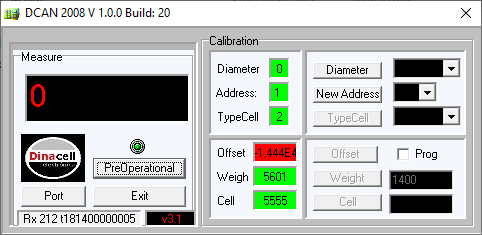 DCAN 2008 V 1.0.0 Build: 20
Measure
0
Dinacell
electronics
PreOperational
Port
Exit
Rx 212 t181400000005
v3.1
Calibration
Diameter 0
Address: 1
TypeCell 2
Diameter
New Address
TypeCell
Offset -1.444E4
Weigh 5601
Cell 5555
Offset
Prog
Weight
1400
Cell